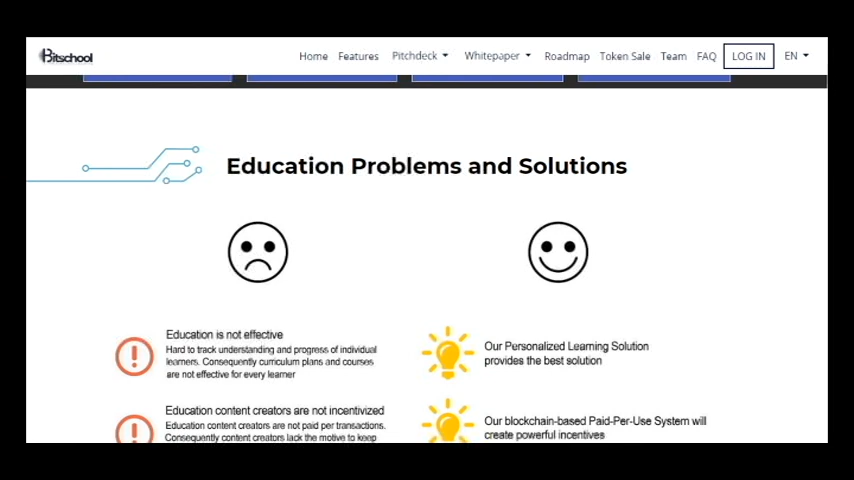 Bitschool
Home Features Pitchdeck Whitepaper Roadmap Token Sale Team FAQ LOG IN EN
Education Problems and Solutions
Education is not effective
Hard to track understanding and progress of individual
learners. Consequently curriculum plans and courses
are not effective for every learner
Our Personalized Learning Solution
provides the best solution
Education content creators are not incentivized
Education content creators are not paid per transactions.
Consequently content creators lack the motive to keep
Our blockchain-based Paid-Per-Use System will
create powerful incentives